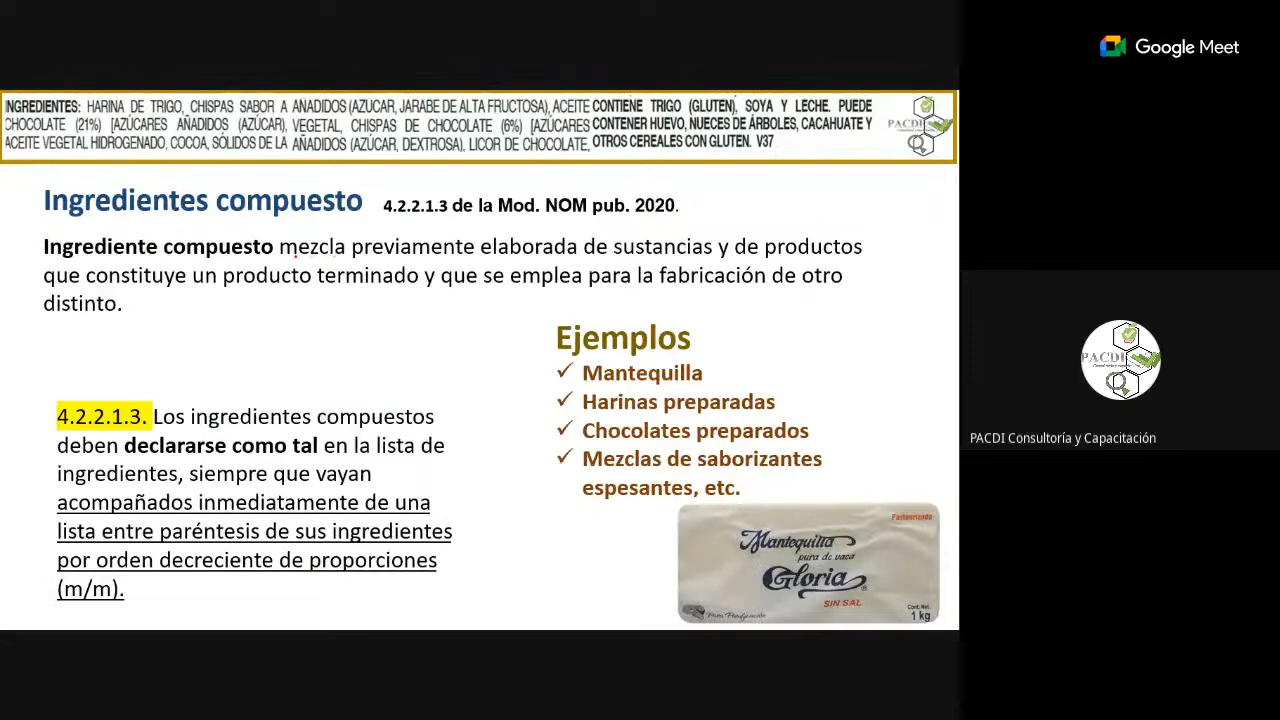 Google Meet
INGREDIENTES: HARINA DE TRIGO, CHISPAS SABOR A
CHOCOLATE (21%) [AZÚCARES AÑADIDOS (AZÚCAR),
ACEITE VEGETAL HIDROGENADO, COCOA, SÓLIDOS DE LA
AÑADIDOS (AZUCAR, JARABE DE ALTA FRUCTOSA), ACEITE
VEGETAL, CHISPAS DE CHOCOLATE (6%) [AZÚCARES
AÑADIDOS (AZÚCAR, DEXTROSA), LICOR DE CHOCOLATE,
CONTIENE TRIGO (GLUTEN), SOYA Y LECHE. PUEDE
CONTENER HUEVO, NUECES DE ÁRBOLES, CACAHUATE Y
OTROS CEREALES CON GLUTEN. V37
PACDI
Ingredientes compuesto 4.2.2.1.3 de la Mod. NOM pub. 2020.
Ingrediente compuesto mezcla previamente elaborada de sustancias y de productos
que constituye un producto terminado y que se emplea para la fabricación de otro
distinto.
4.2.2.1.3. Los ingredientes compuestos
deben declararse como tal en la lista de
ingredientes, siempre que vayan
acompañados inmediatamente de una
lista entre paréntesis de sus ingredientes
por orden decreciente de proporciones
(m/m).
Ejemplos
✓ Mantequilla
✓ Harinas preparadas
✓ Chocolates preparados
✓ Mezclas de saborizantes
espesantes, etc.
Pasteurizada
Mantequilla
pura de vaca
Gloria
SIN SAL
Para Panificación
Cont. Net.
1 kg
PACDI
PACDI Consultoría y Capacitación